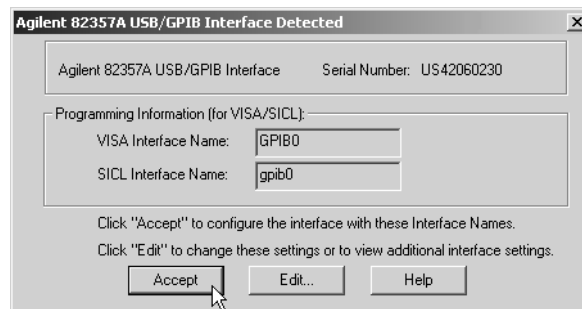 Agilent 82357A USB/GPIB Interface Detected
Agilent 82357A USB/GPIB Interface Serial Number: US42060230
Programming Information (for VISA/SICL):
VISA Interface Name: GPIB0
SICL Interface Name: gpib0
Click "Accept" to configure the interface with these Interface Names.
Click "Edit" to change these settings or to view additional interface settings.
Accept Edit... Help